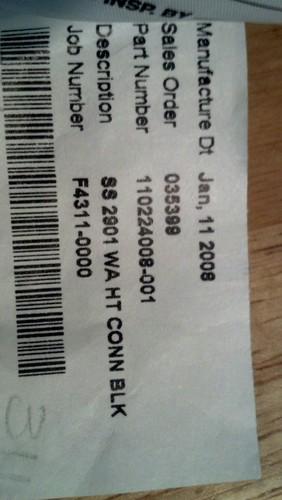 INSP. BY
Manufacture Dt Jan, 11 2008
Sales Order 035399
Part Number 110224008-001
Description SS 2901 WA HT CONN BLK
Job Number F4311-0000